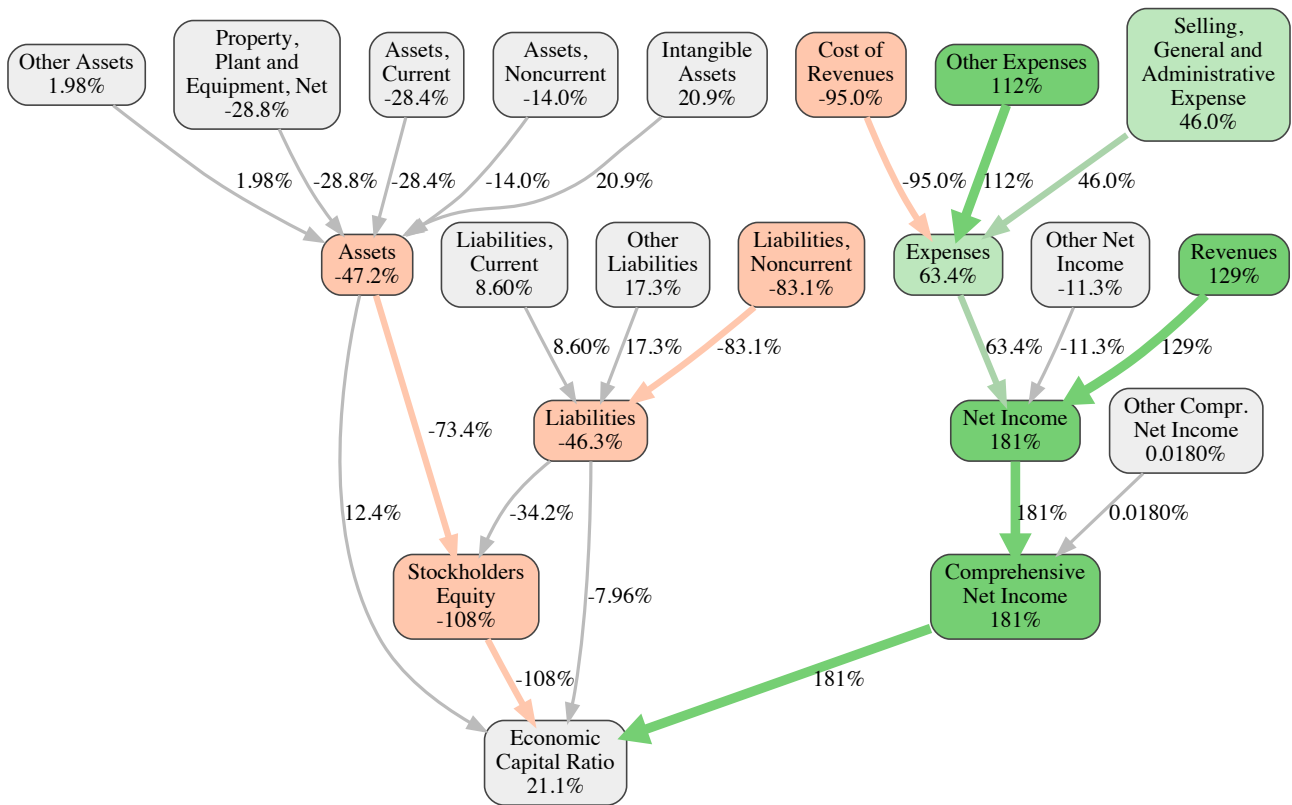 Other Assets
1.98%
Property,
Plant and
Equipment, Net
-28.8%
Assets,
Current
-28.4%
Assets,
Noncurrent
-14.0%
Intangible
Assets
20.9%
Cost of
Revenues
-95.0%
Other Expenses
112%
Selling,
General and
Administrative
Expense
46.0%
1.98%
-28.8%
-28.4%
-14.0%
20.9%
-95.0%
112%
46.0%
Assets
-47.2%
Liabilities,
Current
8.60%
Other
Liabilities
17.3%
Liabilities,
Noncurrent
-83.1%
Expenses
63.4%
Other Net
Income
-11.3%
Revenues
129%
8.60%
17.3%
-83.1%
63.4%
-11.3%
129%
-73.4%
Liabilities
-46.3%
Net Income
181%
Other Compr.
Net Income
0.0180%
12.4%
-34.2%
181%
0.0180%
Stockholders
Equity
-108%
-7.96%
Comprehensive
Net Income
181%
-108%
181%
Economic
Capital Ratio
21.1%